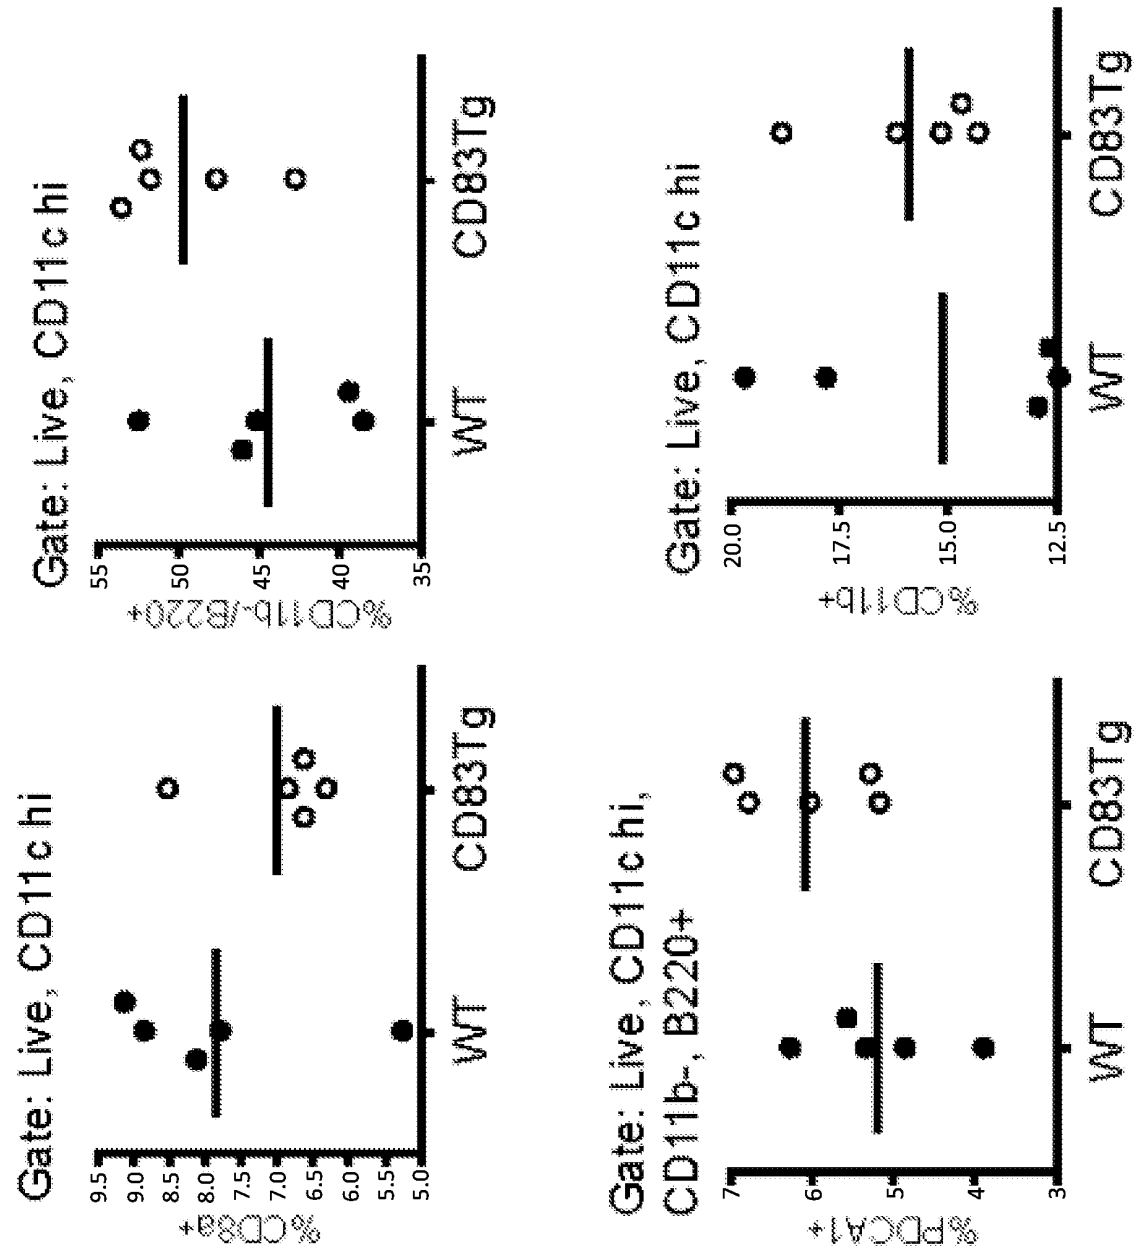 Gate: Live, CD11c hi
%CD8a+
9.5
9.0
8.5
8.0
7.5
7.0
6.5
6.0
5.5
5.0
WT
CD83Tg
Gate: Live, CD11c hi
%CD11b-/B220+
55
50
45
40
35
WT
CD83Tg
Gate: Live, CD11c hi,
CD11b-, B220+
%PDCA1+
7
6
5
4
3
WT
CD83Tg
Gate: Live, CD11c hi
%CD11b+
20.0
17.5
15.0
12.5
WT
CD83Tg